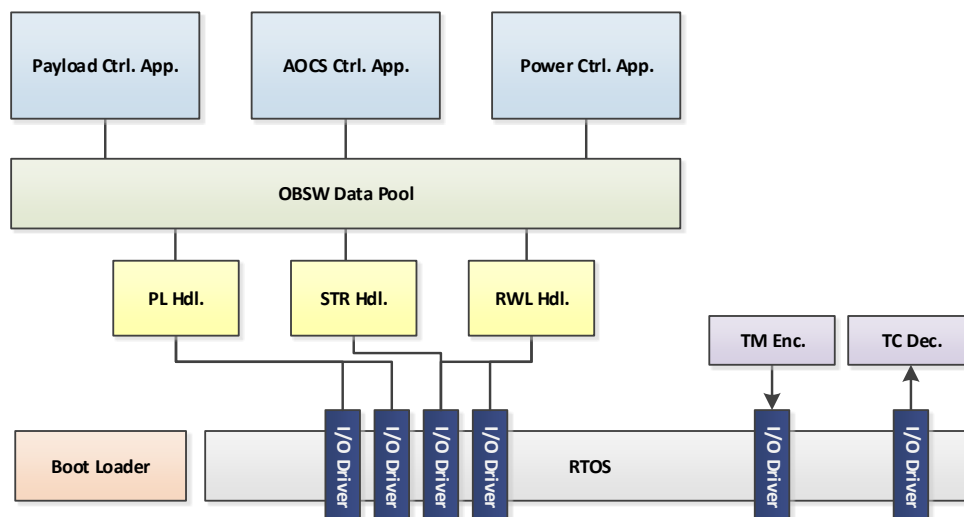 Payload Ctrl. App.
AOCS Ctrl. App.
Power Ctrl. App.
OBSW Data Pool
PL Hdl.
STR Hdl.
RWL Hdl.
TM Enc.
TC Dec.
Boot Loader
I/O Driver
I/O Driver
I/O Driver
I/O Driver
RTOS
I/O Driver
I/O Driver